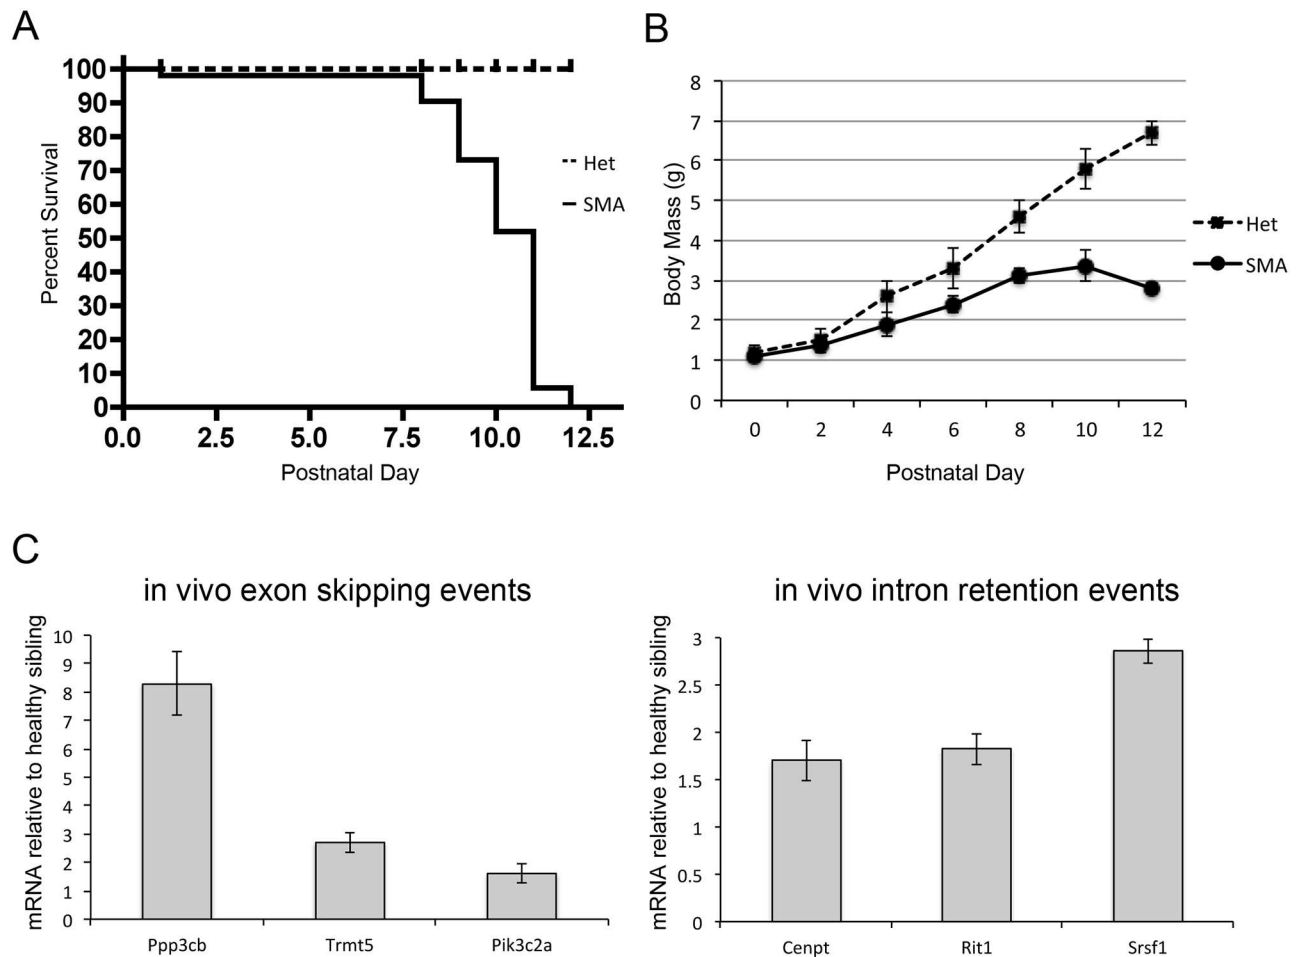 A
Percent Survival
100
90
80
70
60
50
40
30
20
10
0
0.0 2.5 5.0 7.5 10.0 12.5
Postnatal Day
Het
SMA
B
Body Mass (g)
8
7
6
5
4
3
2
1
0
0 2 4 6 8 10 12
Postnatal Day
Het
SMA
C
in vivo exon skipping events
mRNA relative to healthy sibling
10
9
8
7
6
5
4
3
2
1
0
Ppp3cb Trmt5 Pik3c2a
in vivo intron retention events
mRNA relative to healthy sibling
3
2.5
2
1.5
1
0.5
0
Cenpt Rit1 Srsf1